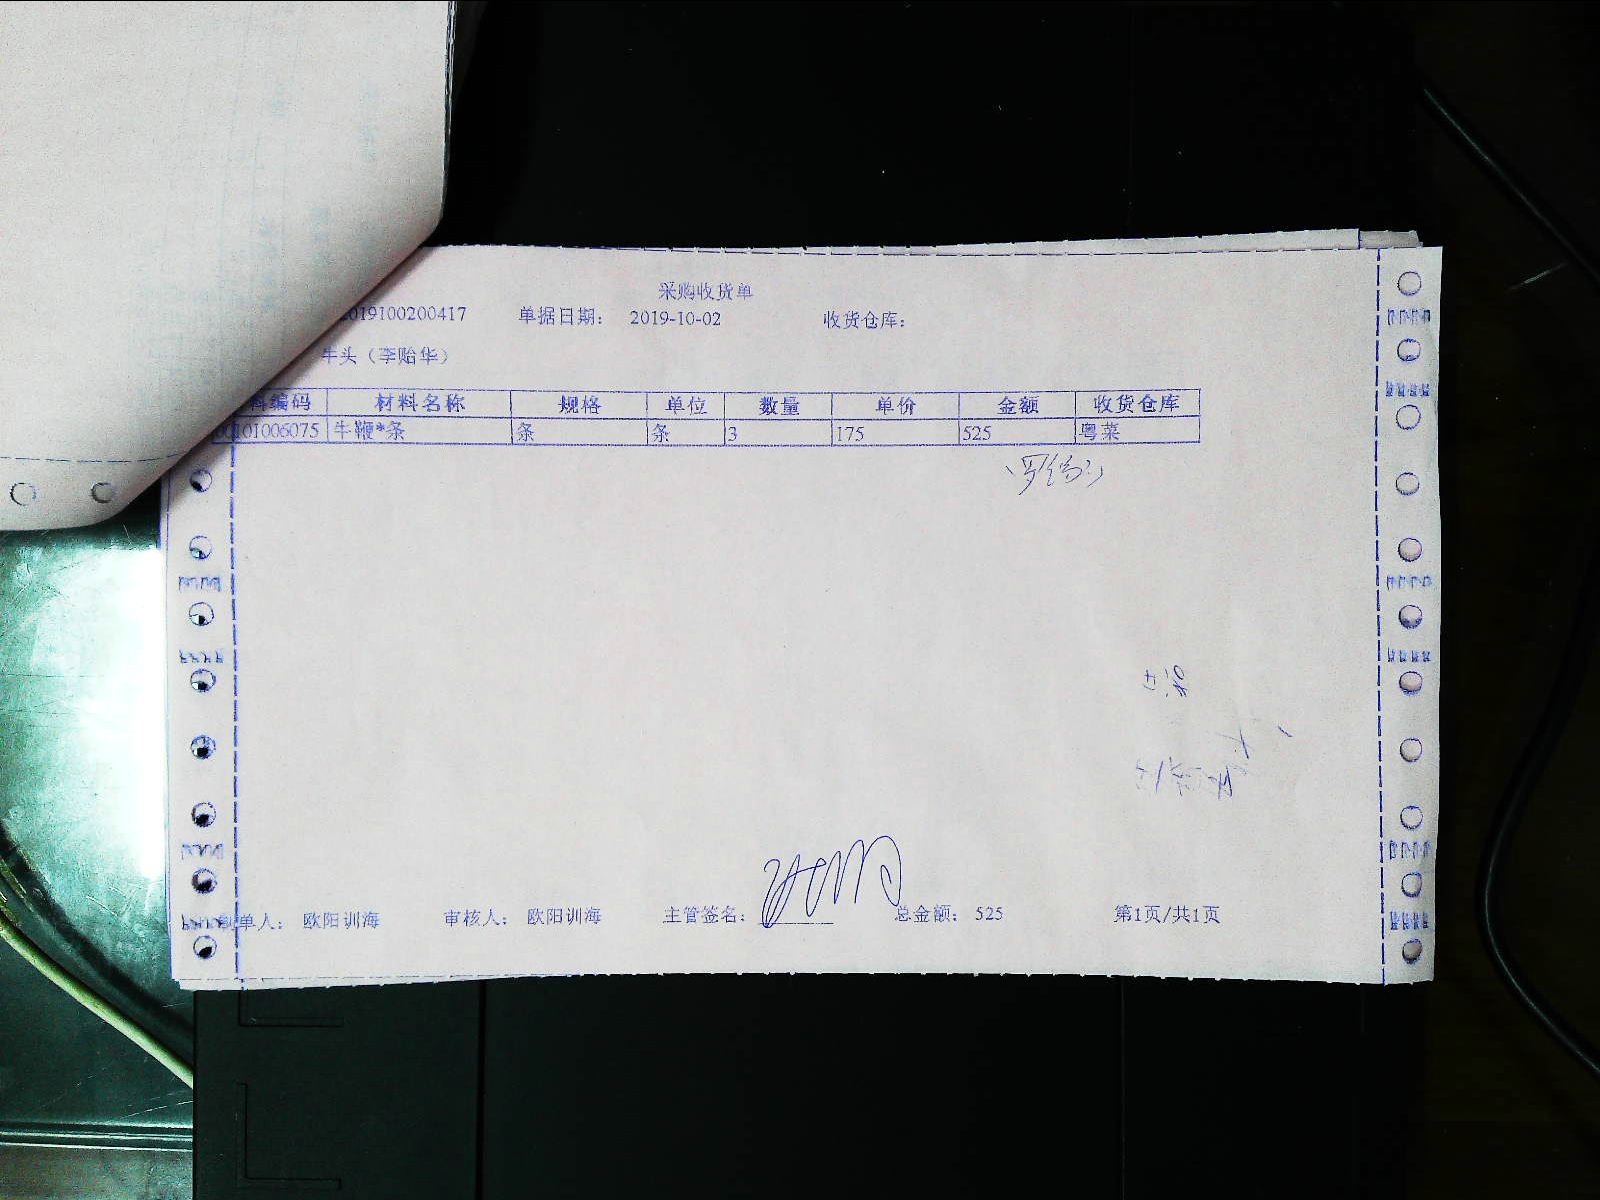 采购收货单
2019100200417 单据日期： 2019-10-02 收货仓库：
牛头（李贻华）
料编码 材料名称 规格 单位 数量 单价 金额 收货仓库
00101006075 牛鞭*条 条 条 3 175 525 粤菜
制单人： 欧阳训海 审核人： 欧阳训海 主管签名： 总金额： 525 第1页/共1页